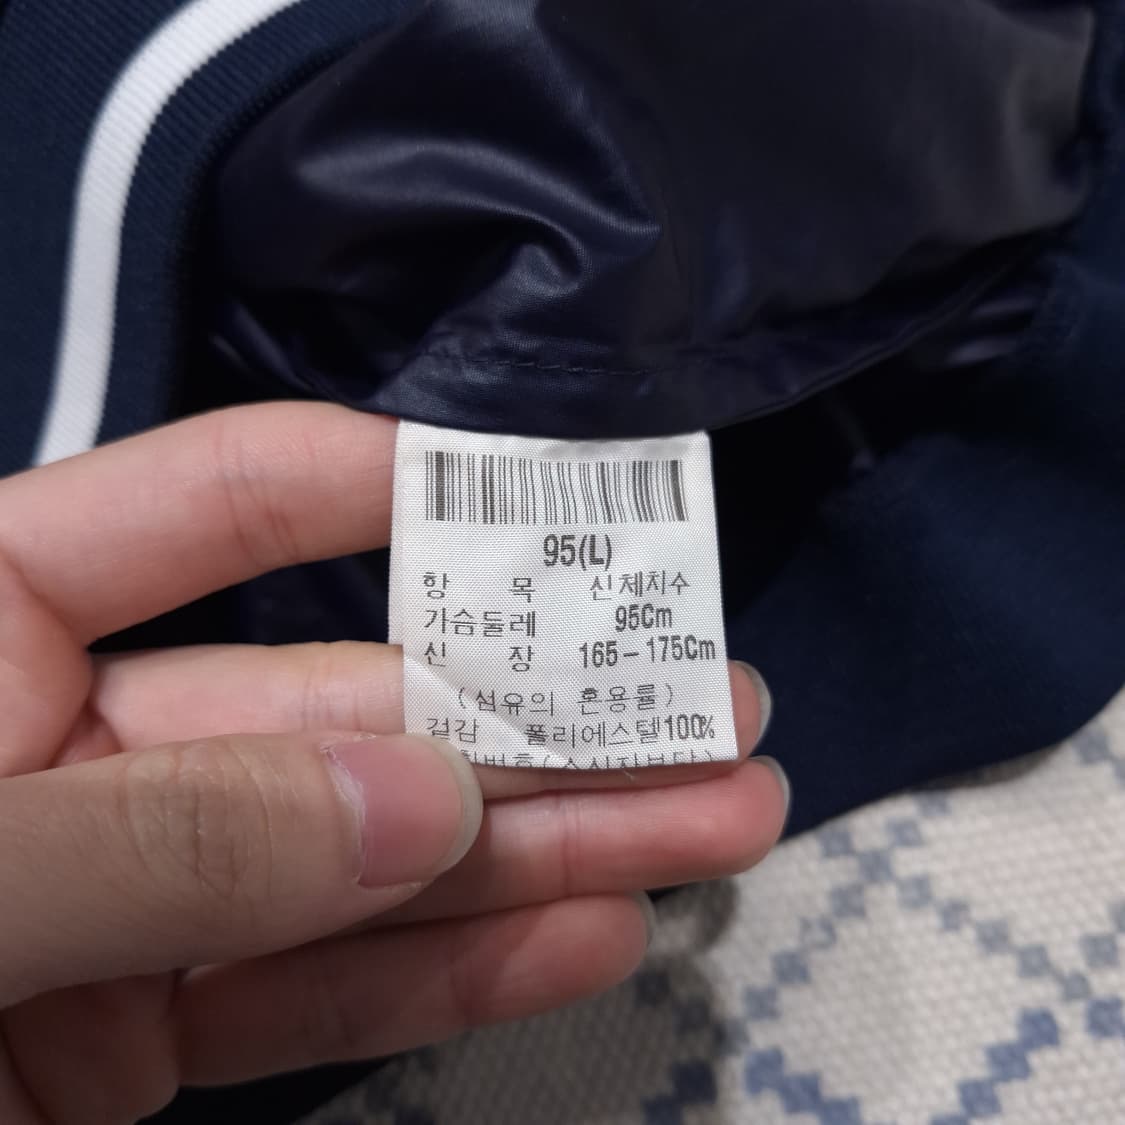 95(L)
항 목 신체치수
가슴둘레 95Cm
신 장 165-175Cm
(섬유의 혼용률)
겉감 폴리에스텔100%